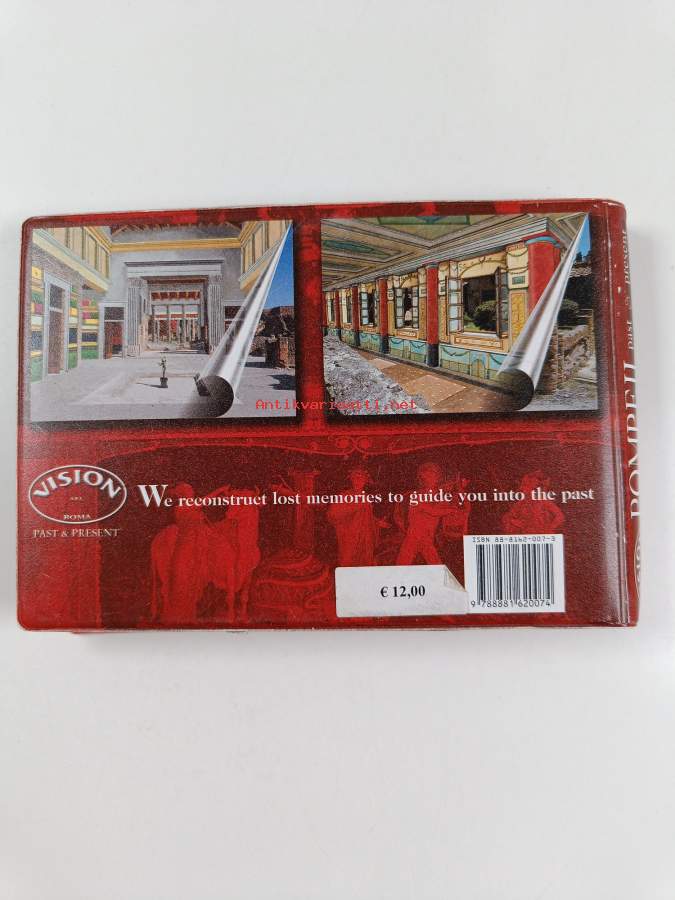 Antikvariaatti.net
VISION
S.R.L.
ROMA
PAST & PRESENT
We reconstruct lost memories to guide you into the past
ISBN 88-8162-007-3
9 788881 620074
€ 12,00
POMPEII past & present
VISION